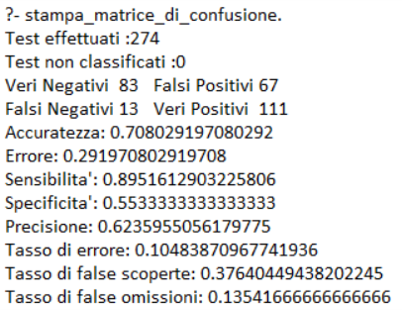 ?- stampa_matrice_di_confusione.
Test effettuati :274
Test non classificati :0
Veri Negativi  83   Falsi Positivi 67
Falsi Negativi 13   Veri Positivi  111
Accuratezza: 0.708029197080292
Errore: 0.291970802919708
Sensibilita': 0.8951612903225806
Specificita': 0.5533333333333333
Precisione: 0.6235955056179775
Tasso di errore: 0.10483870967741936
Tasso di false scoperte: 0.37640449438202245
Tasso di false omissioni: 0.13541666666666666